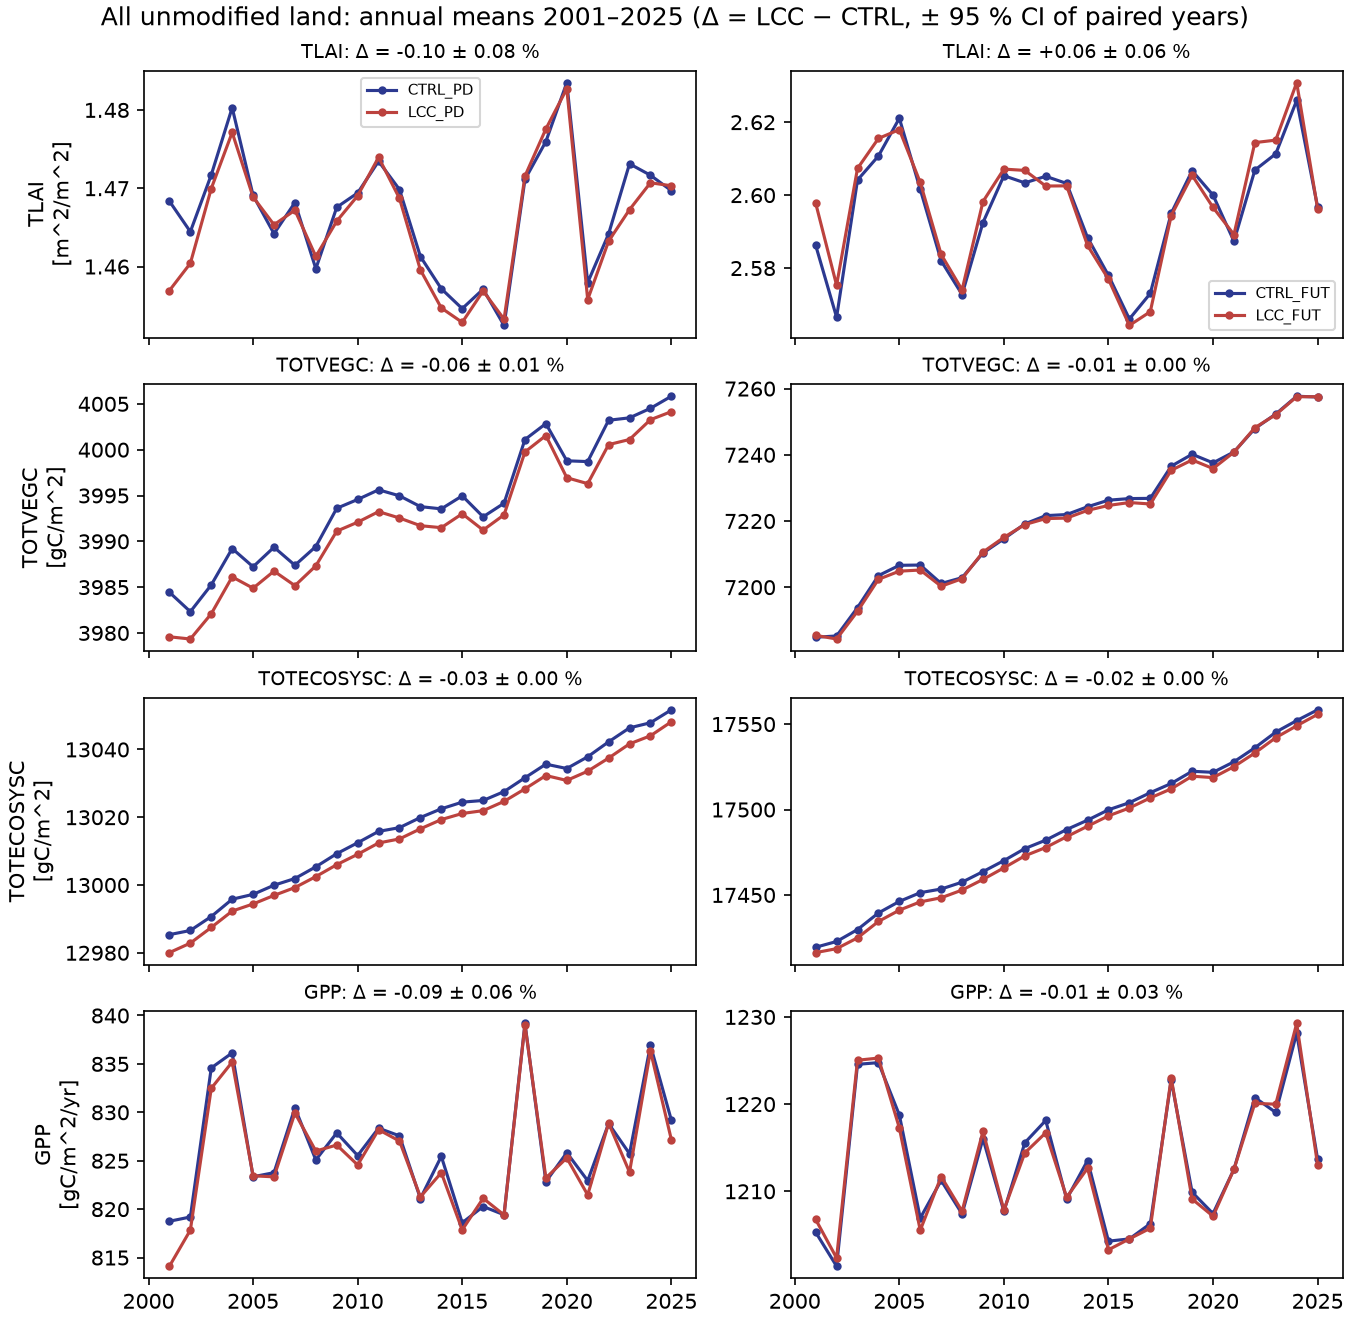 All unmodified land: annual means 2001–2025 (Δ = LCC − CTRL, ± 95 % CI of paired years)
TLAI: Δ = -0.10 ± 0.08 %
TLAI: Δ = +0.06 ± 0.06 %
TLAI
[m^2/m^2]
1.48
1.47
1.46
CTRL_PD
LCC_PD
2.62
2.60
2.58
CTRL_FUT
LCC_FUT
TOTVEGC: Δ = -0.06 ± 0.01 %
TOTVEGC: Δ = -0.01 ± 0.00 %
TOTVEGC
[gC/m^2]
4005
4000
3995
3990
3985
3980
7260
7240
7220
7200
TOTECOSYSC: Δ = -0.03 ± 0.00 %
TOTECOSYSC: Δ = -0.02 ± 0.00 %
TOTECOSYSC
[gC/m^2]
13040
13020
13000
12980
17550
17500
17450
GPP: Δ = -0.09 ± 0.06 %
GPP: Δ = -0.01 ± 0.03 %
GPP
[gC/m^2/yr]
840
835
830
825
820
815
1230
1220
1210
2000 2005 2010 2015 2020 2025
2000 2005 2010 2015 2020 2025